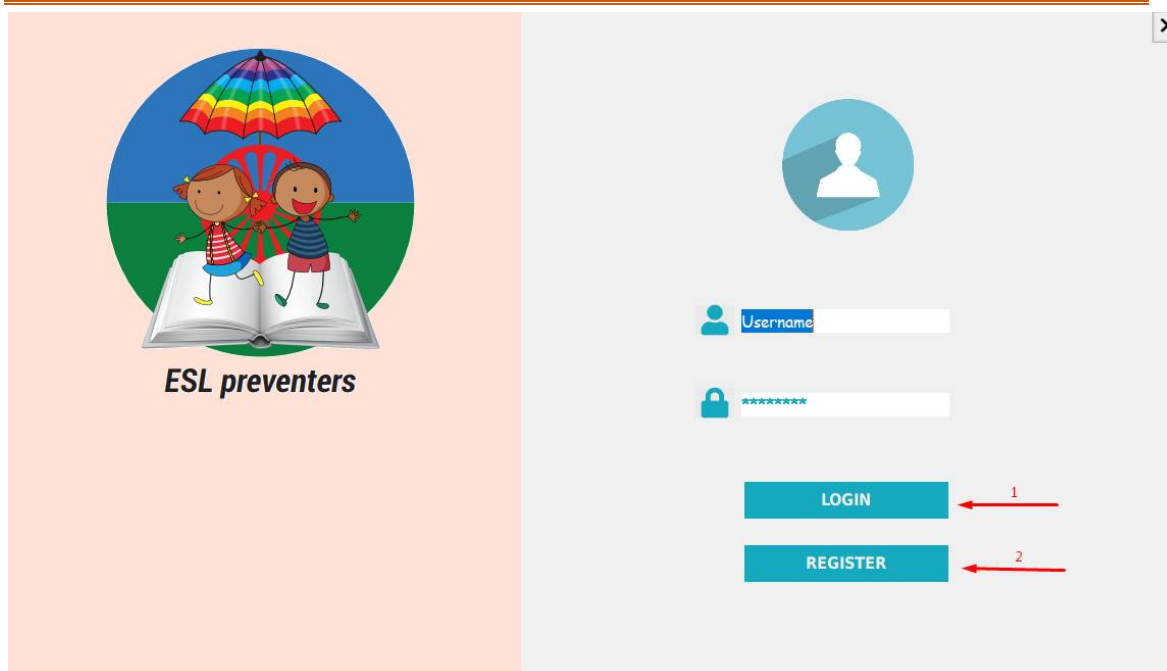 ESL preventers
Username
********
LOGIN
1
REGISTER
2